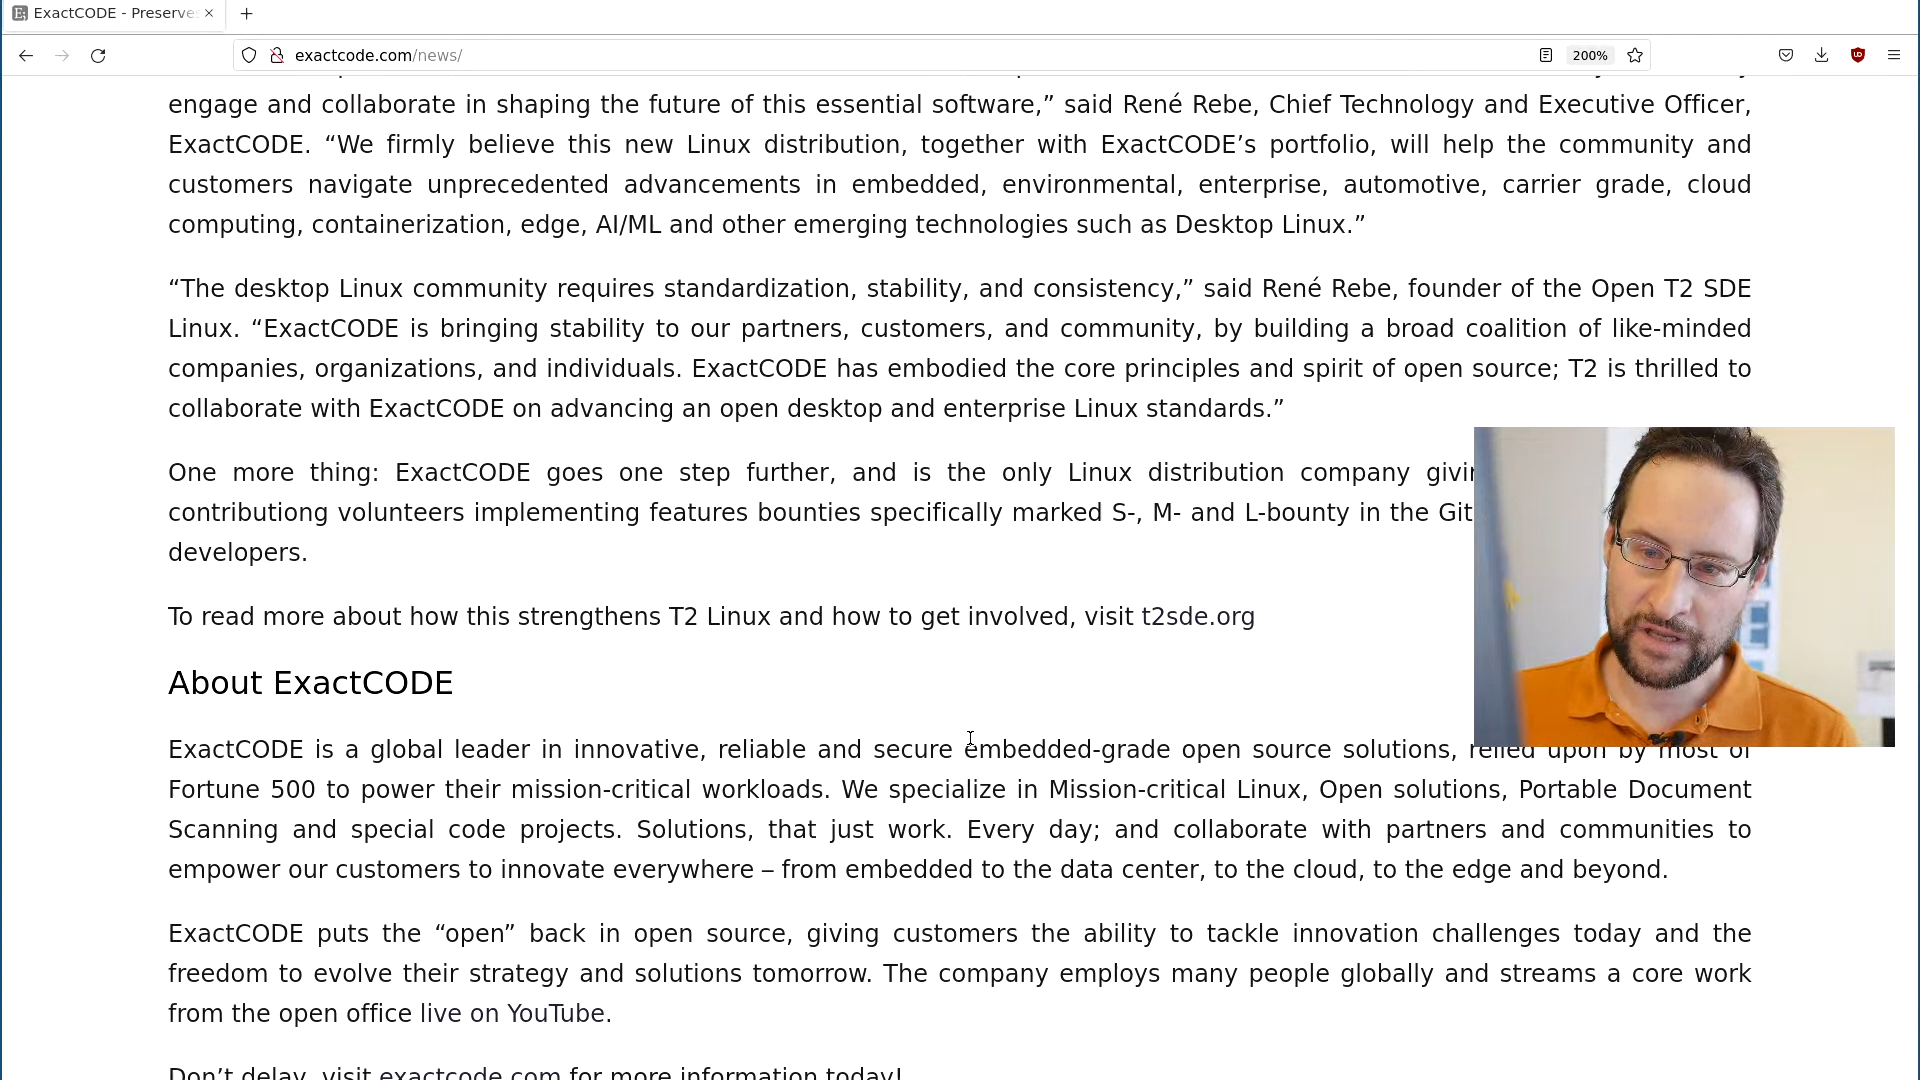 ExactCODE - Preserve
exactcode.com/news/
200%
engage and collaborate in shaping the future of this essential software,” said René Rebe, Chief Technology and Executive Officer,
ExactCODE. “We firmly believe this new Linux distribution, together with ExactCODE’s portfolio, will help the community and
customers navigate unprecedented advancements in embedded, environmental, enterprise, automotive, carrier grade, cloud
computing, containerization, edge, AI/ML and other emerging technologies such as Desktop Linux.”
“The desktop Linux community requires standardization, stability, and consistency,” said René Rebe, founder of the Open T2 SDE
Linux. “ExactCODE is bringing stability to our partners, customers, and community, by building a broad coalition of like-minded
companies, organizations, and individuals. ExactCODE has embodied the core principles and spirit of open source; T2 is thrilled to
collaborate with ExactCODE on advancing an open desktop and enterprise Linux standards.”
One more thing: ExactCODE goes one step further, and is the only Linux distribution company
contributiong volunteers implementing features bounties specifically marked S-, M- and L-bounty in the Git
developers.
To read more about how this strengthens T2 Linux and how to get involved, visit t2sde.org
About ExactCODE
ExactCODE is a global leader in innovative, reliable and secure embedded-grade open source solutions, relied upon by most of
Fortune 500 to power their mission-critical workloads. We specialize in Mission-critical Linux, Open solutions, Portable Document
Scanning and special code projects. Solutions, that just work. Every day; and collaborate with partners and communities to
empower our customers to innovate everywhere – from embedded to the data center, to the cloud, to the edge and beyond.
ExactCODE puts the “open” back in open source, giving customers the ability to tackle innovation challenges today and the
freedom to evolve their strategy and solutions tomorrow. The company employs many people globally and streams a core work
from the open office live on YouTube.
Don’t delay, visit exactcode.com for more information today!